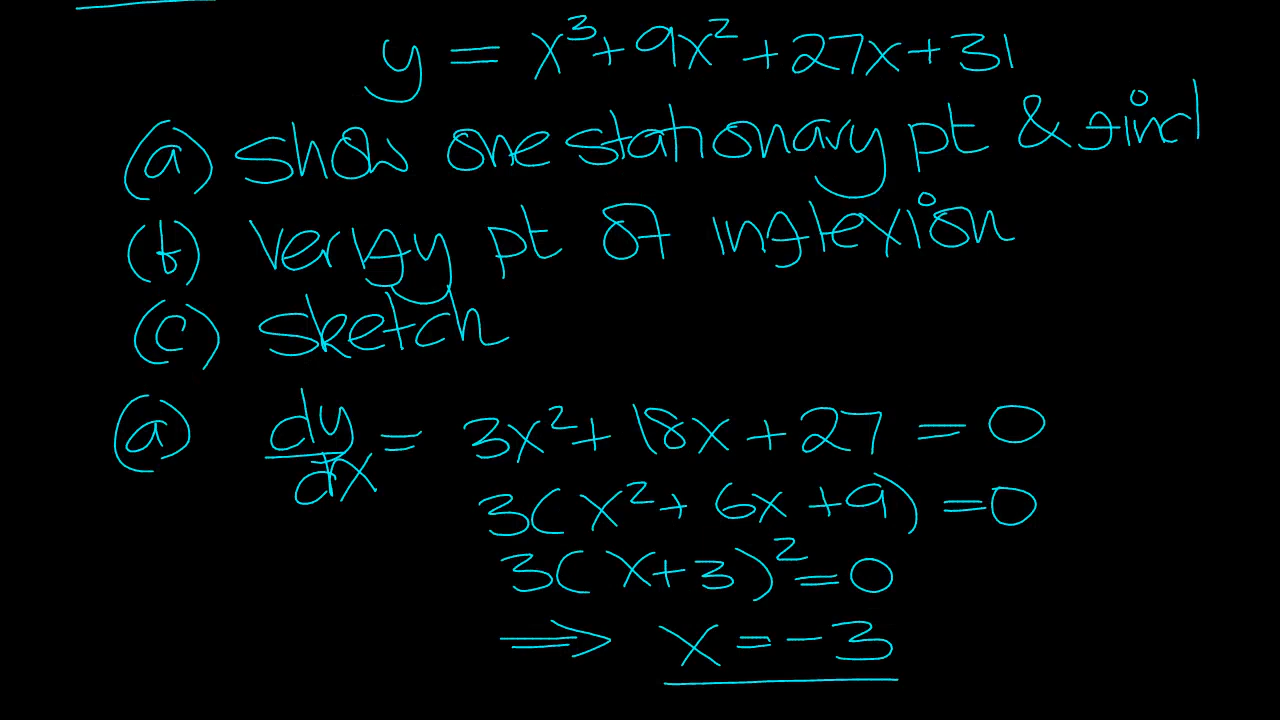 y = x³ + 9x² + 27x + 31
(a) show one stationary pt & find
(b) verify pt of inflexion
(c) sketch
(a) dy/dx = 3x² + 18x + 27 = 0
3(x² + 6x + 9) = 0
3(x + 3)² = 0
⟹ x = -3